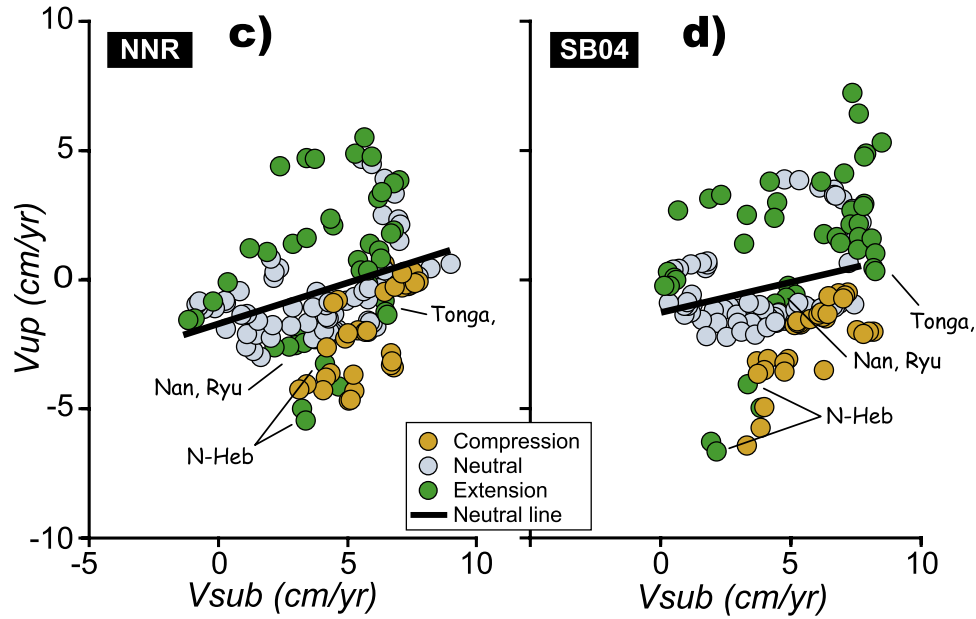 c)
NNR
d)
SB04
10
5
0
-5
-10
Vup (cm/yr)
Tonga,
Nan, Ryu
N-Heb
Tonga,
Nan, Ryu
N-Heb
Compression
Neutral
Extension
Neutral line
-5
0
5
10
0
5
10
Vsub (cm/yr)
Vsub (cm/yr)